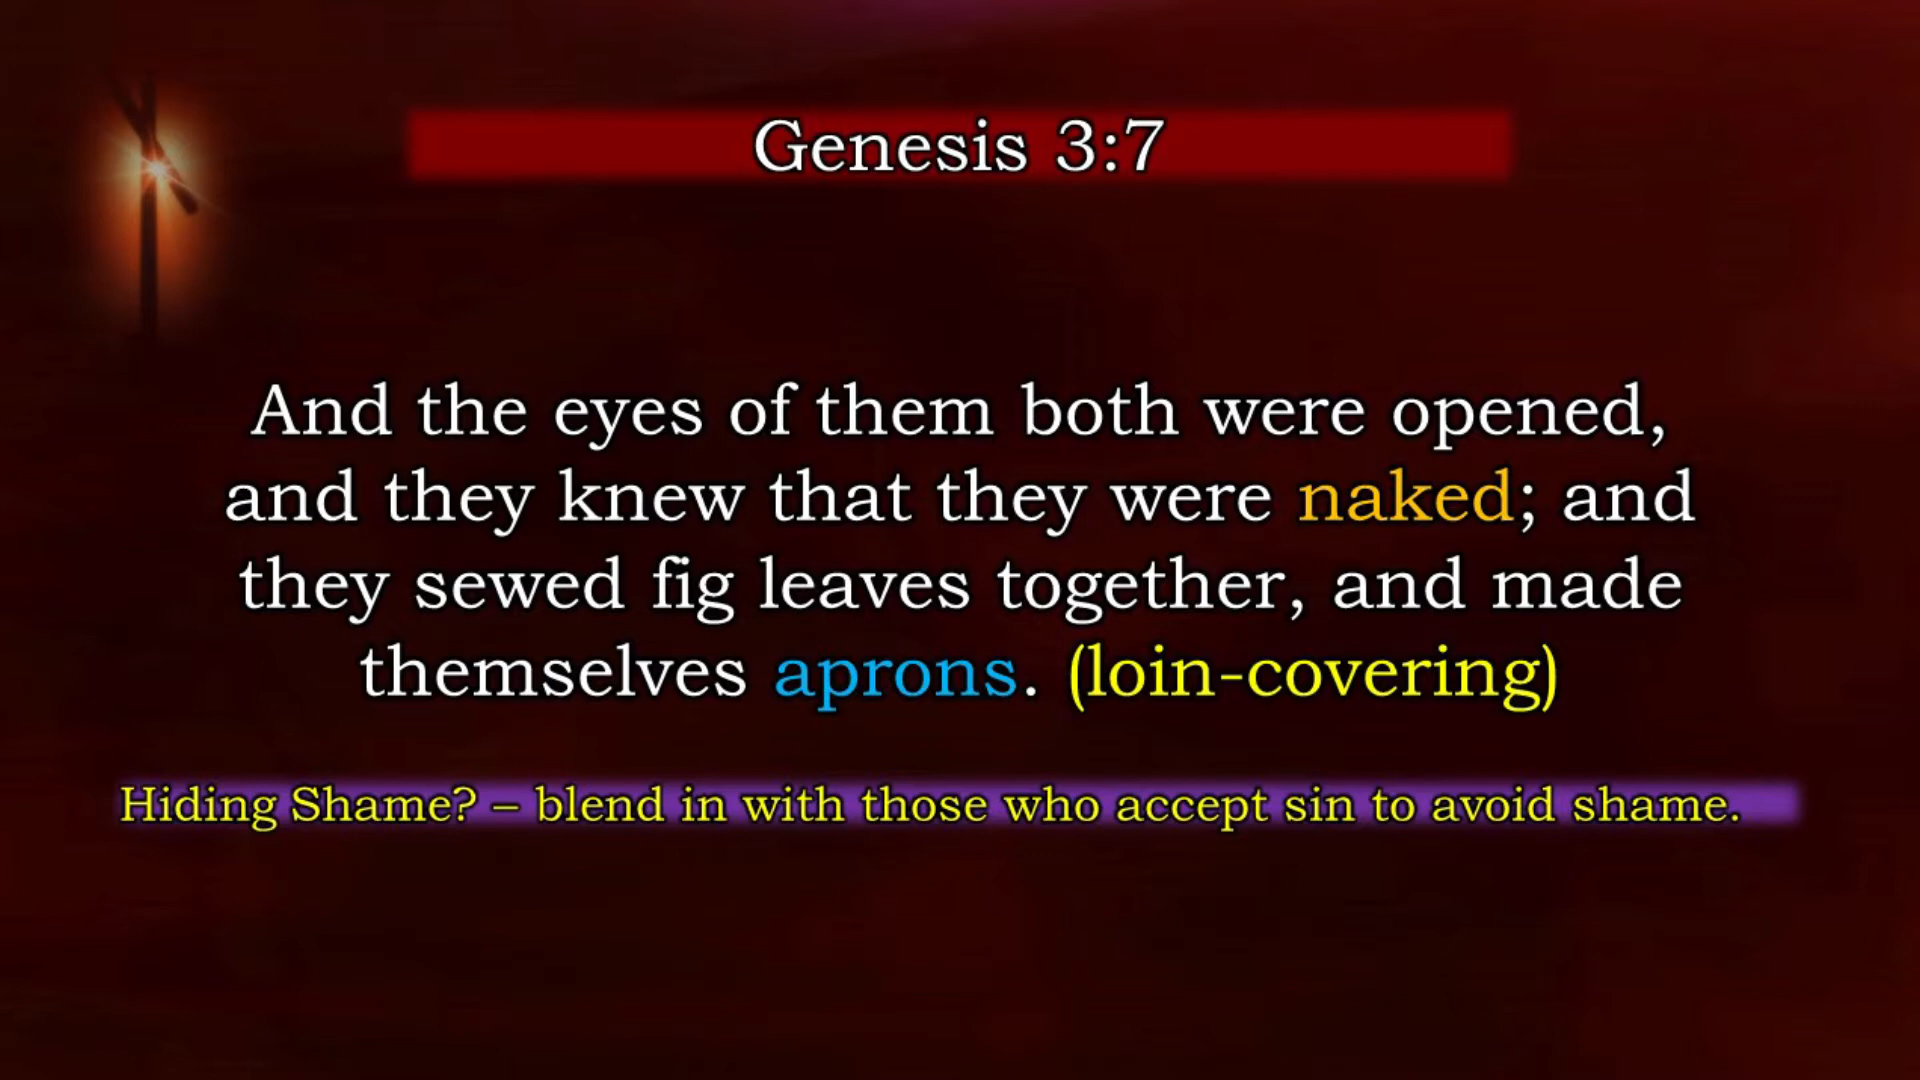 Genesis 3:7
And the eyes of them both were opened,
and they knew that they were naked; and
they sewed fig leaves together, and made
themselves aprons. (loin-covering)
Hiding Shame? – blend in with those who accept sin to avoid shame.